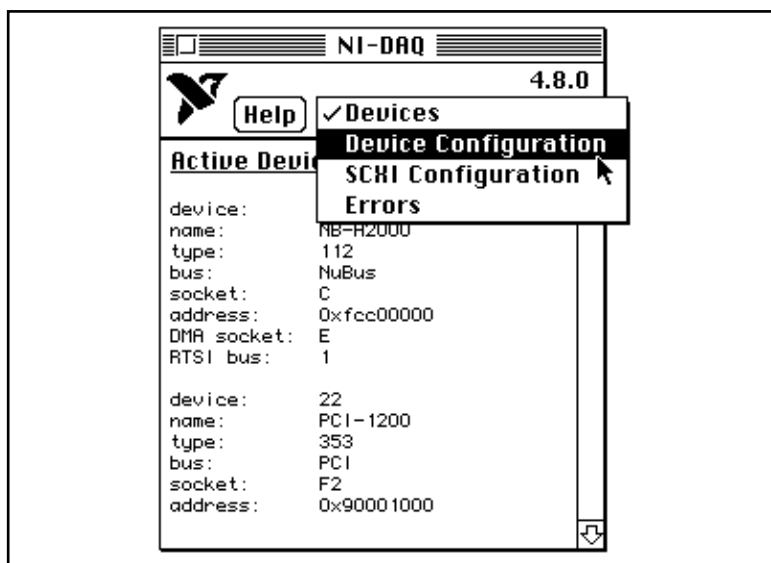 NI-DAQ
4.8.0
Help
✓Devices
Device Configuration
SCXI Configuration
Errors
Active Devi
device:
name: NB-A2000
type: 112
bus: NuBus
socket: C
address: 0xfcc00000
DMA socket: E
RTSI bus: 1
device: 22
name: PCI-1200
type: 353
bus: PCI
socket: F2
address: 0x90001000